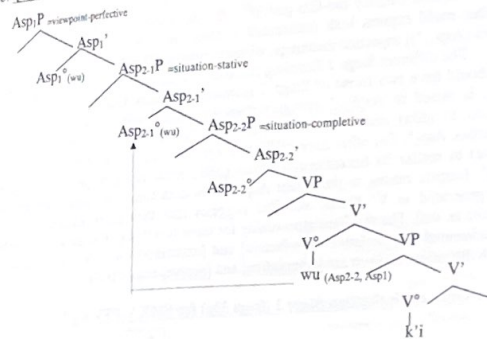 Asp₁P =viewpoint-perfective
Asp₁'
Asp₁° (wu)
Asp₂₋₁P =situation-stative
Asp₂₋₁'
Asp₂₋₁° (wu)
Asp₂₋₂P =situation-completive
Asp₂₋₂'
Asp₂₋₂°
VP
V'
V°
VP
wu (Asp2-2, Asp1)
V'
V°
k'i